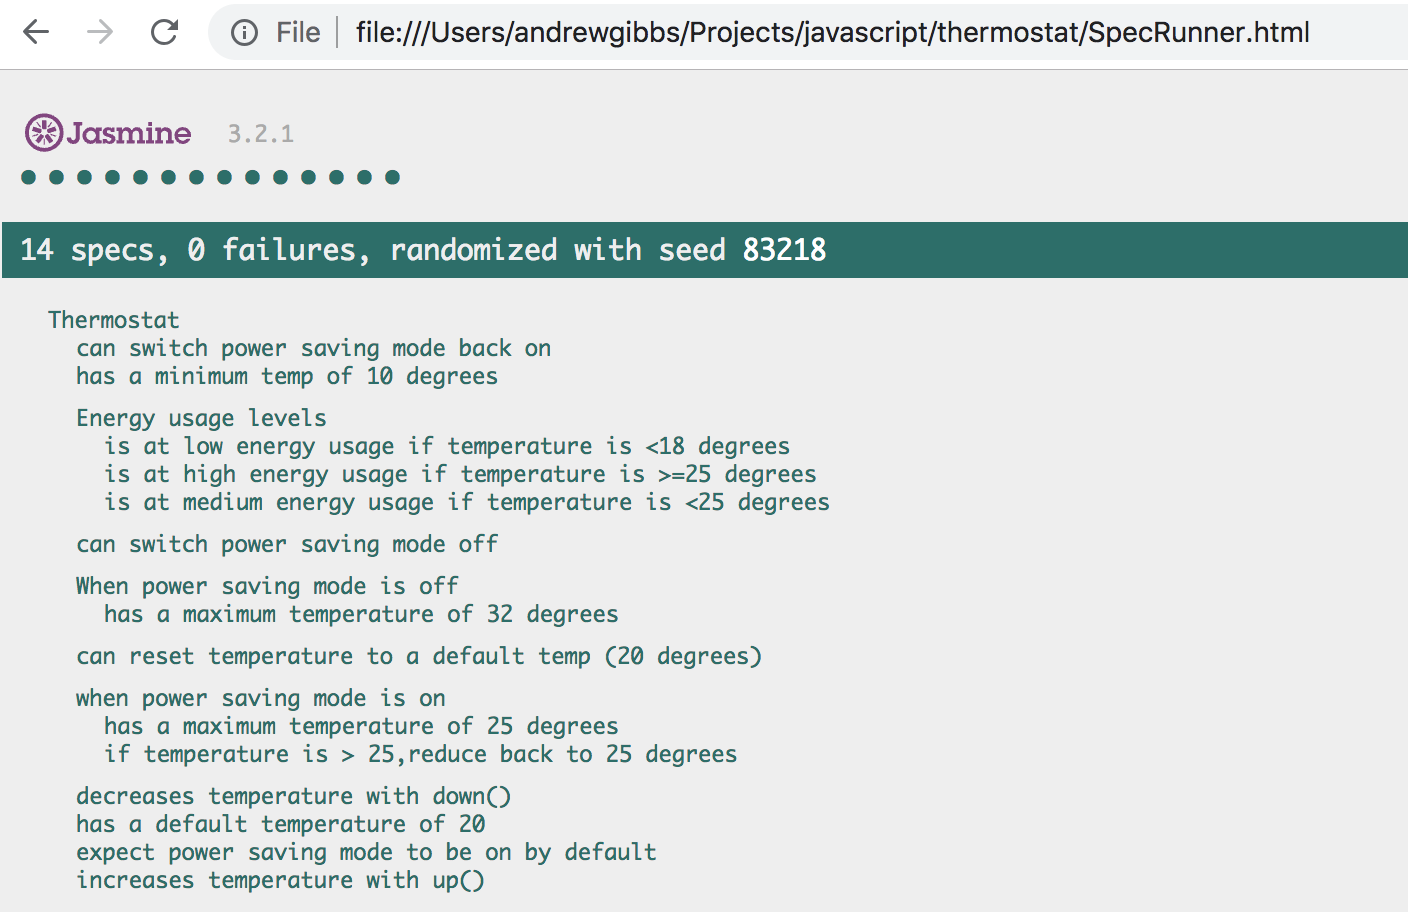 File file:///Users/andrewgibbs/Projects/javascript/thermostat/SpecRunner.html
Jasmine 3.2.1
14 specs, 0 failures, randomized with seed 83218
Thermostat
can switch power saving mode back on
has a minimum temp of 10 degrees
Energy usage levels
is at low energy usage if temperature is <18 degrees
is at high energy usage if temperature is >=25 degrees
is at medium energy usage if temperature is <25 degrees
can switch power saving mode off
When power saving mode is off
has a maximum temperature of 32 degrees
can reset temperature to a default temp (20 degrees)
when power saving mode is on
has a maximum temperature of 25 degrees
if temperature is > 25,reduce back to 25 degrees
decreases temperature with down()
has a default temperature of 20
expect power saving mode to be on by default
increases temperature with up()